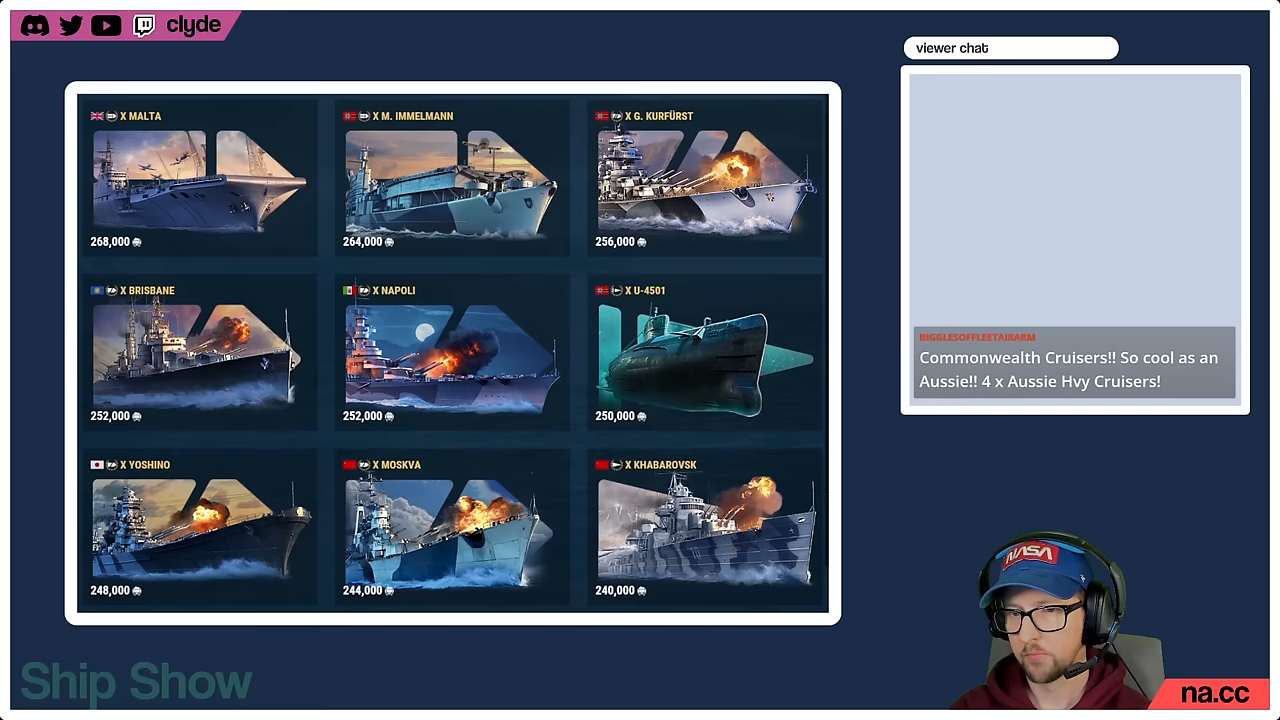 clyde
viewer chat
X MALTA
268,000
X M. IMMELMANN
264,000
X G. KURFÜRST
256,000
X BRISBANE
252,000
X NAPOLI
252,000
X U-4501
250,000
X YOSHINO
248,000
X MOSKVA
244,000
X KHABAROVSK
240,000
BIGGLESOFFLEETAIRARM
Commonwealth Cruisers!! So cool as an
Aussie!! 4 x Aussie Hvy Cruisers!
NASA
Ship Show
na.cc